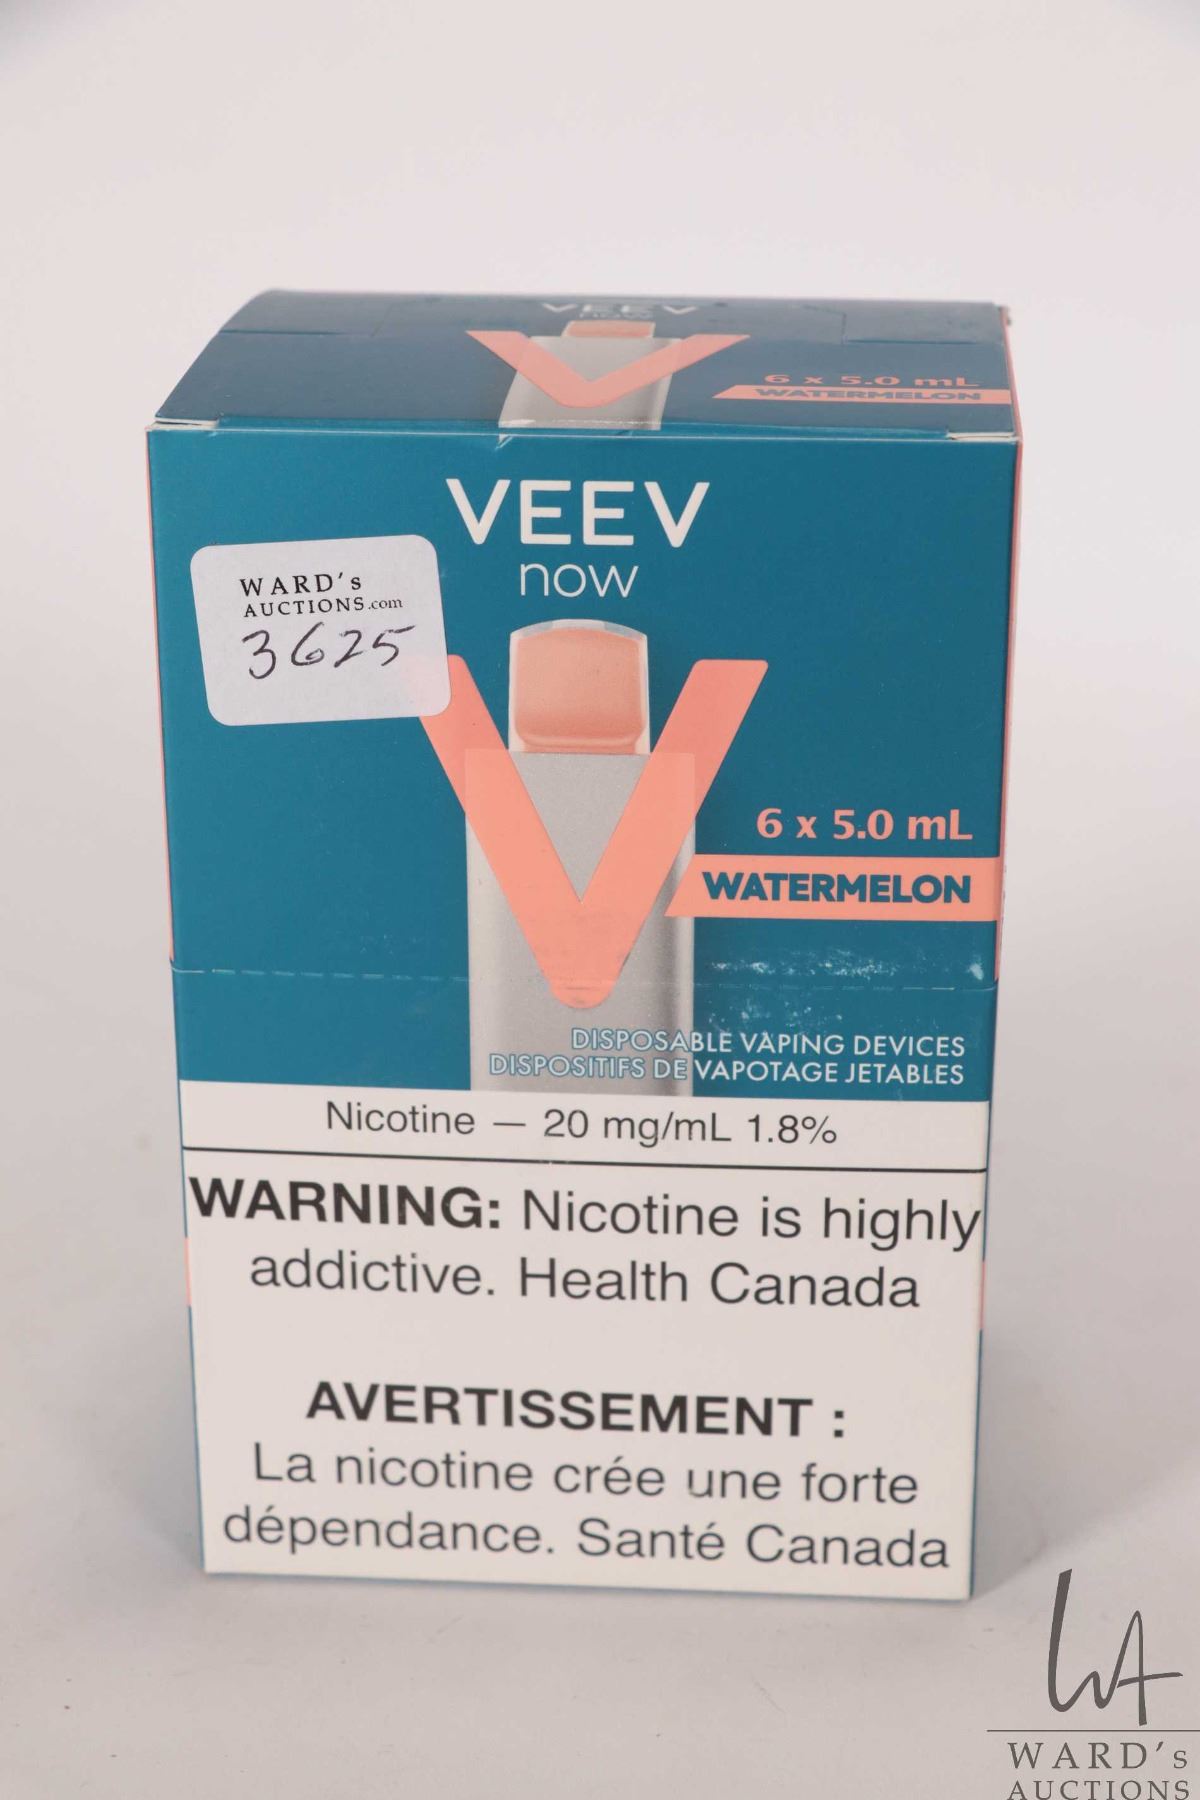 VEEV
now
6 x 5.0 mL
WATERMELON
VEEV
now
WARD's
AUCTIONS.com
3625
6 x 5.0 mL
WATERMELON
DISPOSABLE VAPING DEVICES
DISPOSITIFS DE VAPOTAGE JETABLES
Nicotine — 20 mg/mL 1.8%
WARNING: Nicotine is highly
addictive. Health Canada
AVERTISSEMENT :
La nicotine crée une forte
dépendance. Santé Canada
WA
WARD's
AUCTIONS